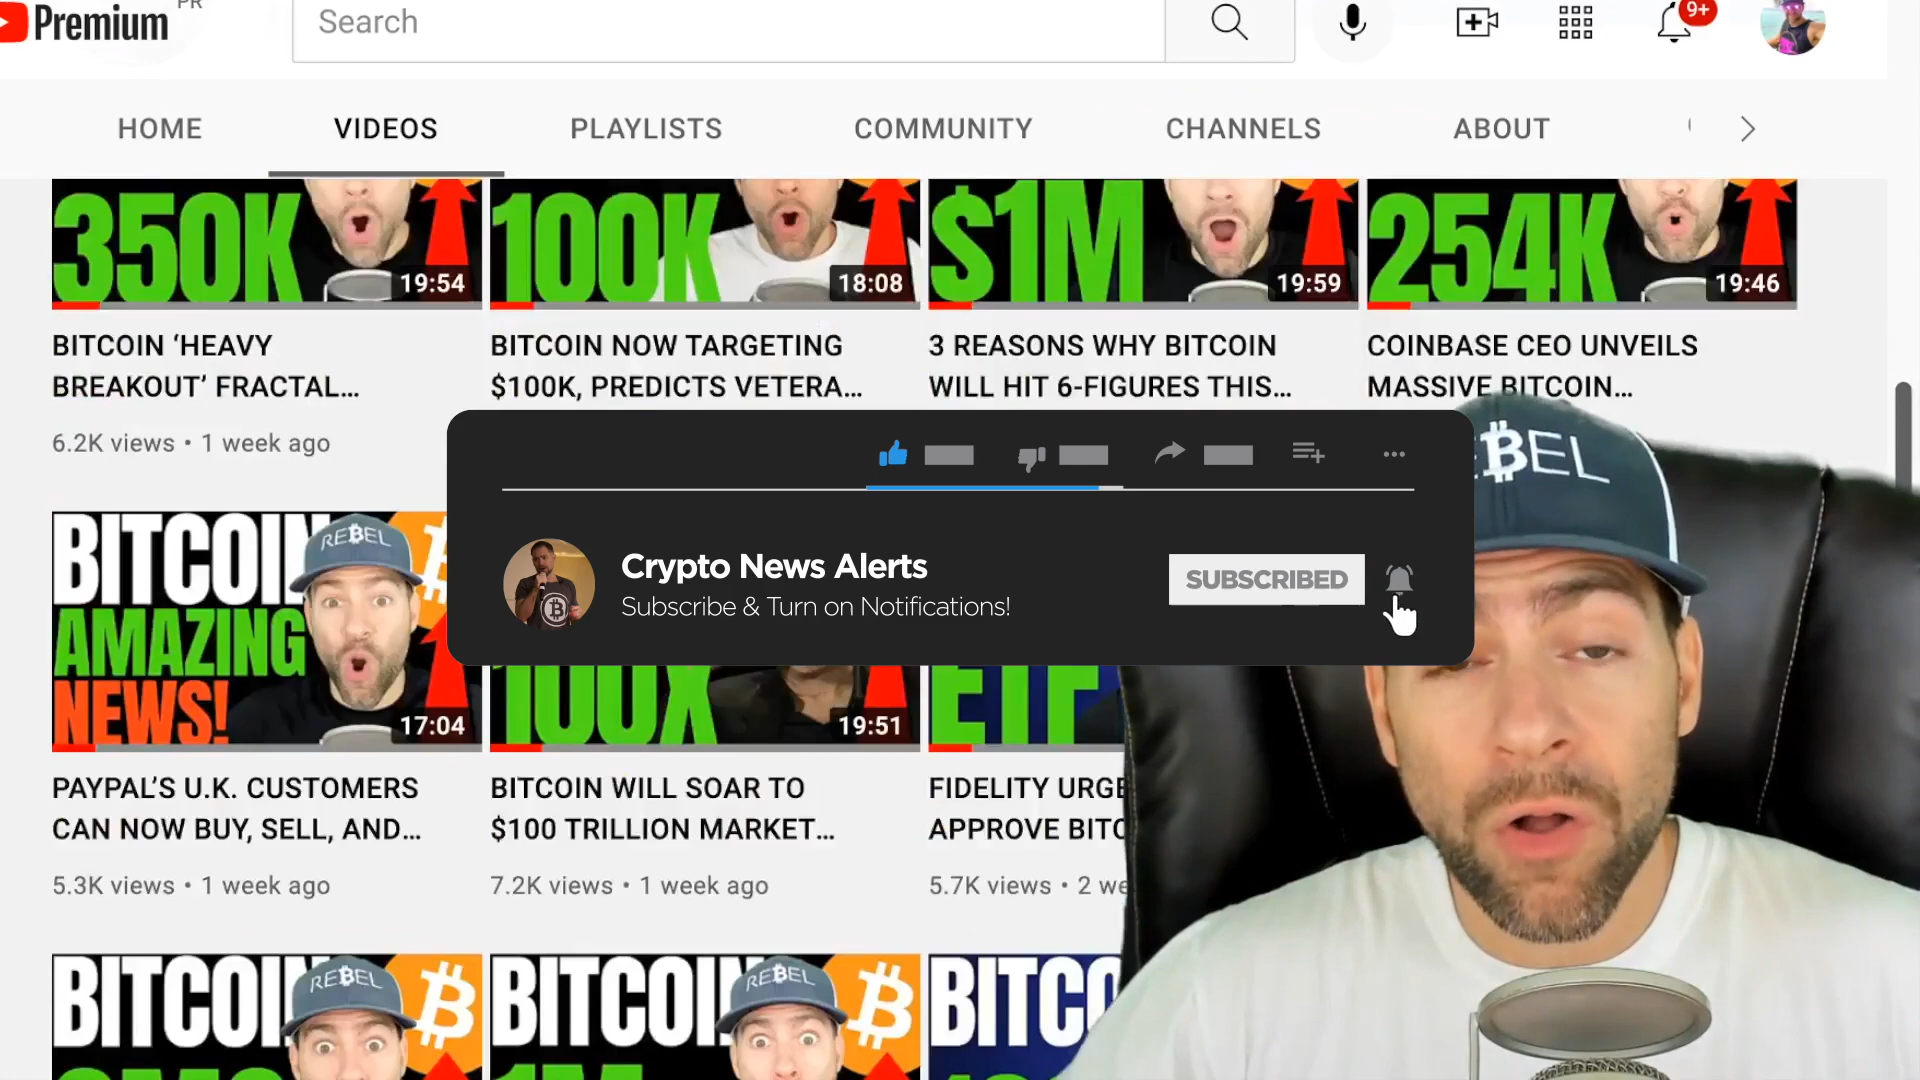 PR
Premium
Search
9+
HOME
VIDEOS
PLAYLISTS
COMMUNITY
CHANNELS
ABOUT
350K
19:54
100K
18:08
$1M
19:59
254K
19:46
BITCOIN ‘HEAVY
BREAKOUT’ FRACTAL...
6.2K views • 1 week ago
BITCOIN NOW TARGETING
$100K, PREDICTS VETERA...
3 REASONS WHY BITCOIN
WILL HIT 6-FIGURES THIS...
COINBASE CEO UNVEILS
MASSIVE BITCOIN...
REBEL
Crypto News Alerts
Subscribe & Turn on Notifications!
SUBSCRIBED
BITCOIN
AMAZING
NEWS!
REBEL
17:04
100X
19:51
ETF
PAYPAL’S U.K. CUSTOMERS
CAN NOW BUY, SELL, AND...
5.3K views • 1 week ago
BITCOIN WILL SOAR TO
$100 TRILLION MARKET...
7.2K views • 1 week ago
FIDELITY URGE
APPROVE BITC
5.7K views • 2 we
BITCOIN
REBEL
BITCOIN
REBEL
1M
BITCO